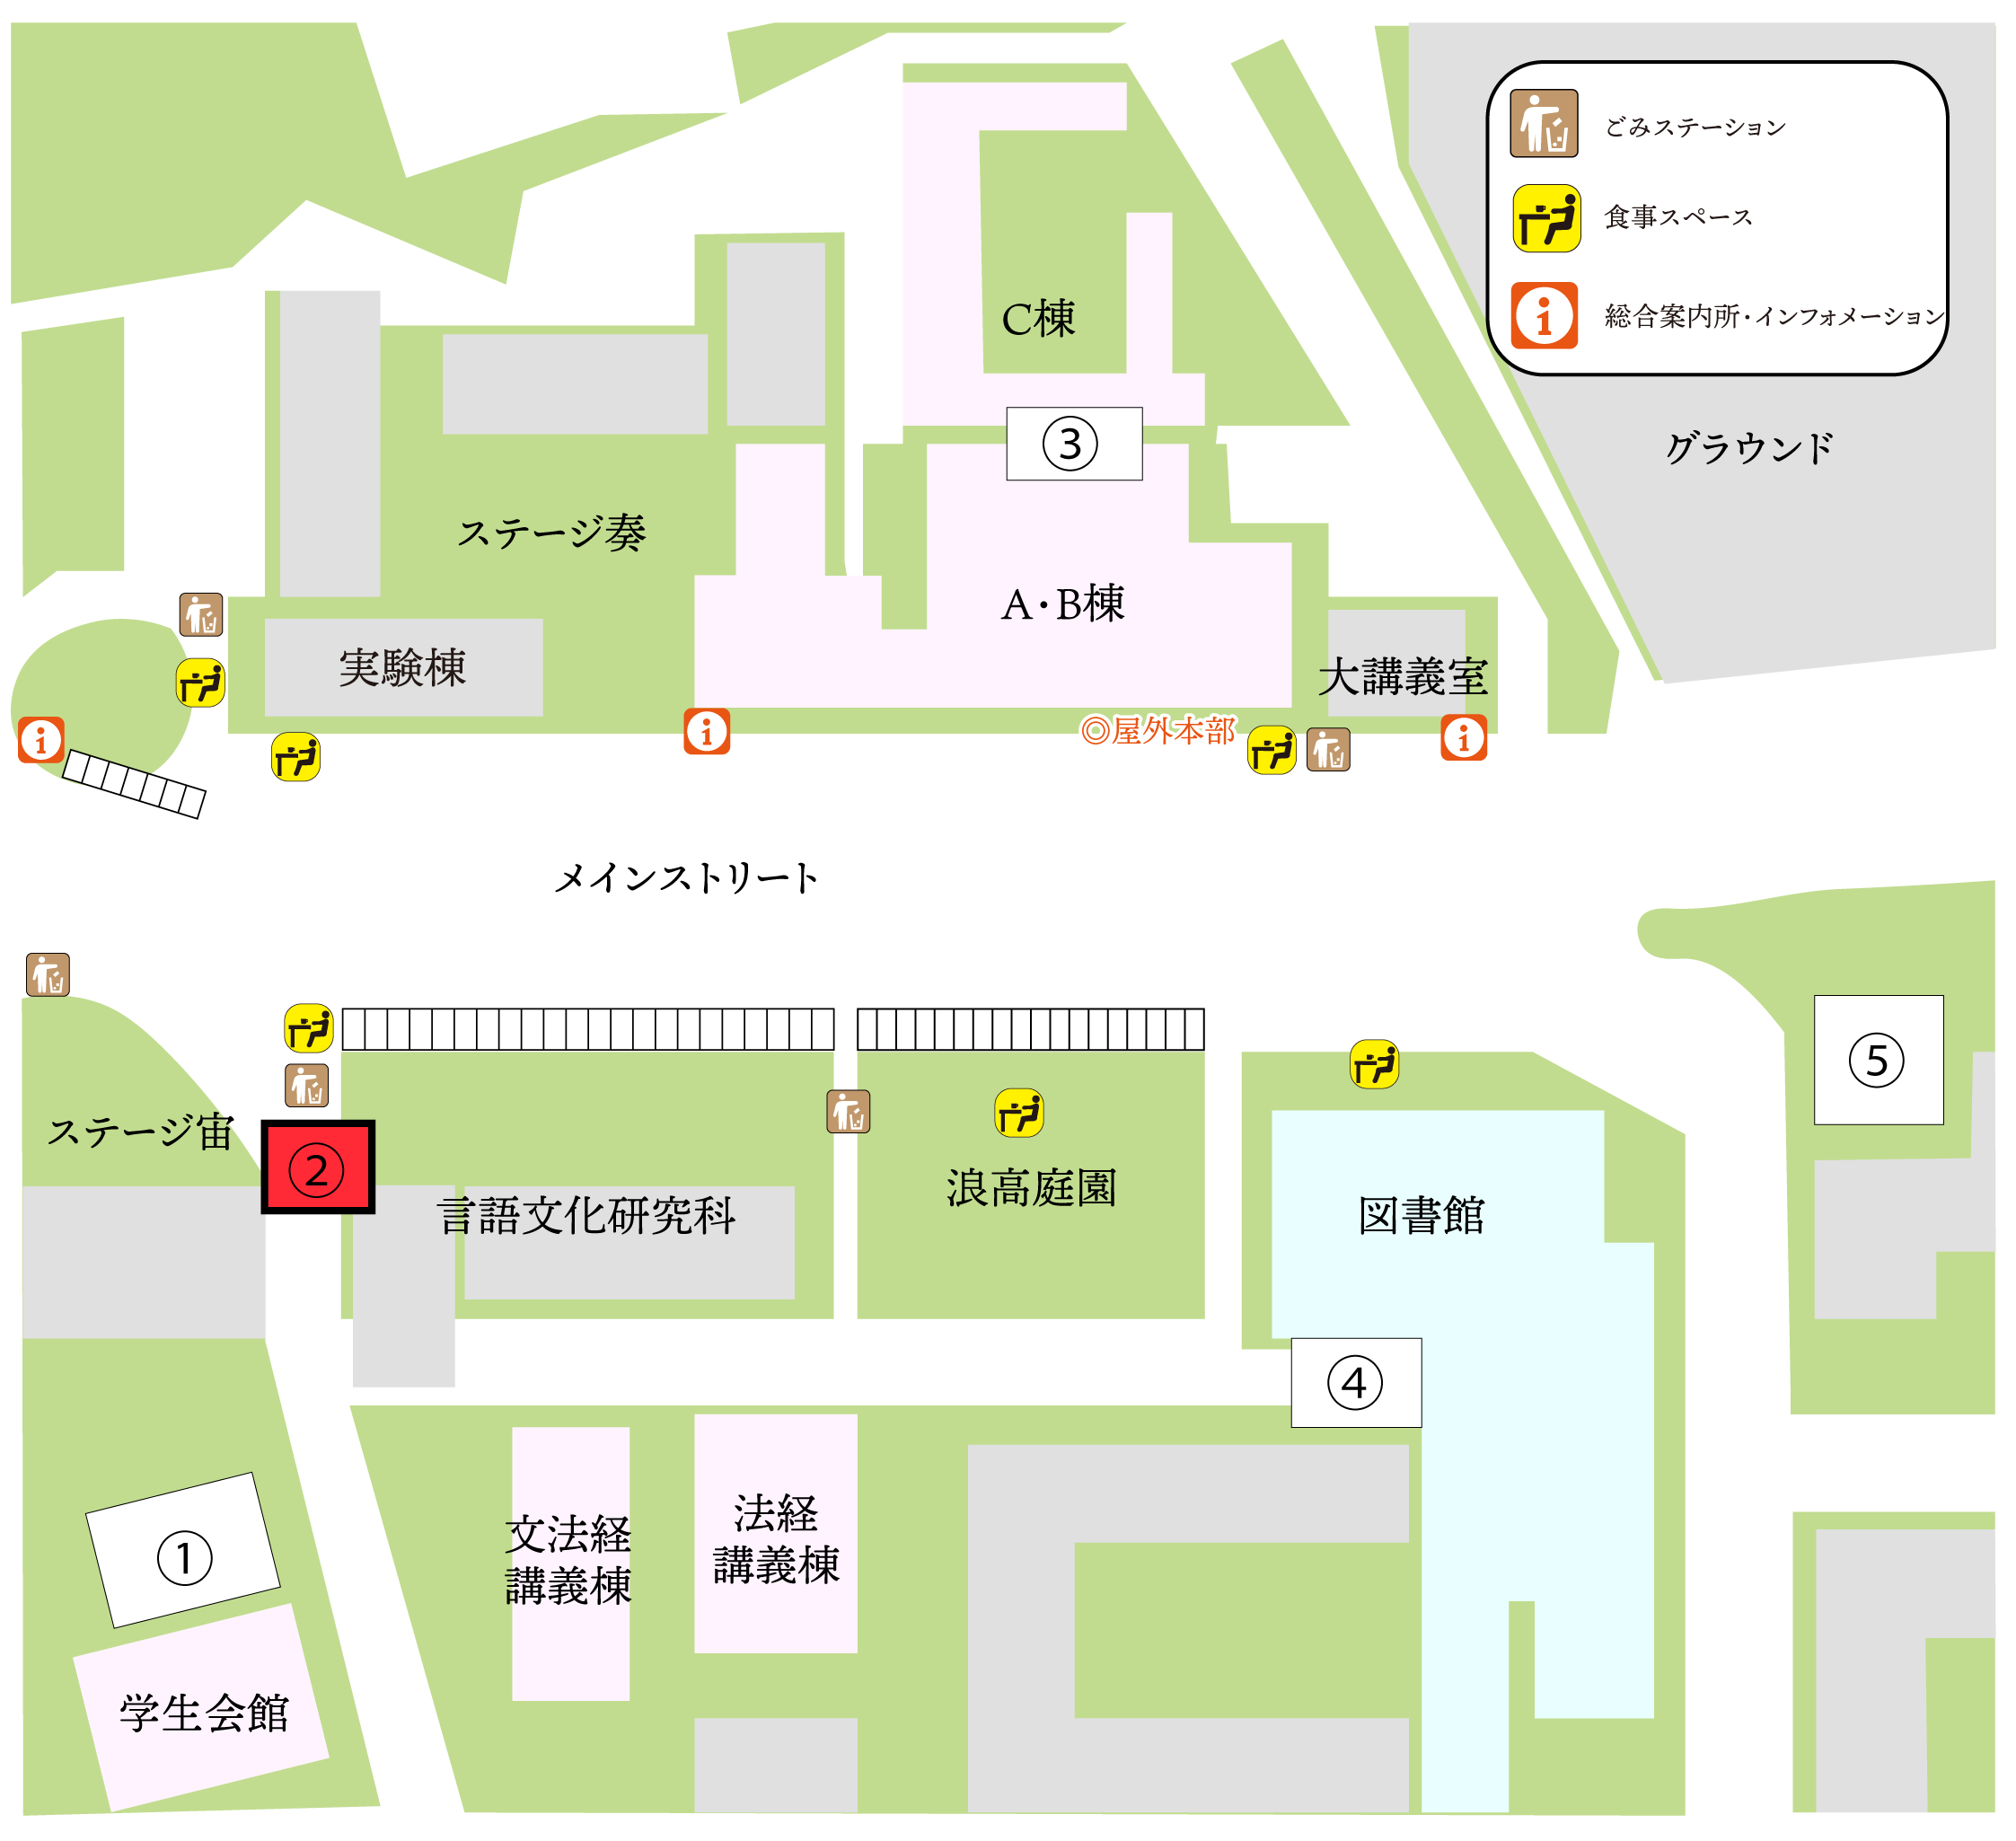 ごみステーション
食事スペース
総合案内所・インフォメーション
C棟
③
グラウンド
ステージ奏
A・B棟
実験棟
大講義室
◎屋外本部
メインストリート
⑤
ステージ宙
②
言語文化研究科
浪高庭園
図書館
④
①
文法経
講義棟
法経
講義棟
学生会館